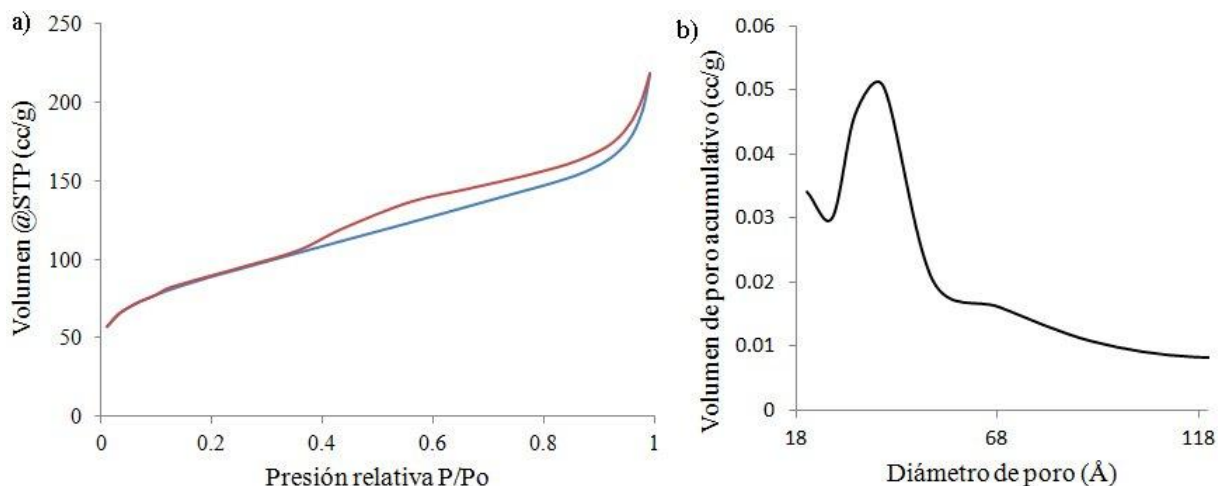 a)
Volumen @STP (cc/g)
250
200
150
100
50
0
0 0.2 0.4 0.6 0.8 1
Presión relativa P/Po
b)
Volumen de poro acumulativo (cc/g)
0.06
0.05
0.04
0.03
0.02
0.01
0
18 68 118
Diámetro de poro (Å)